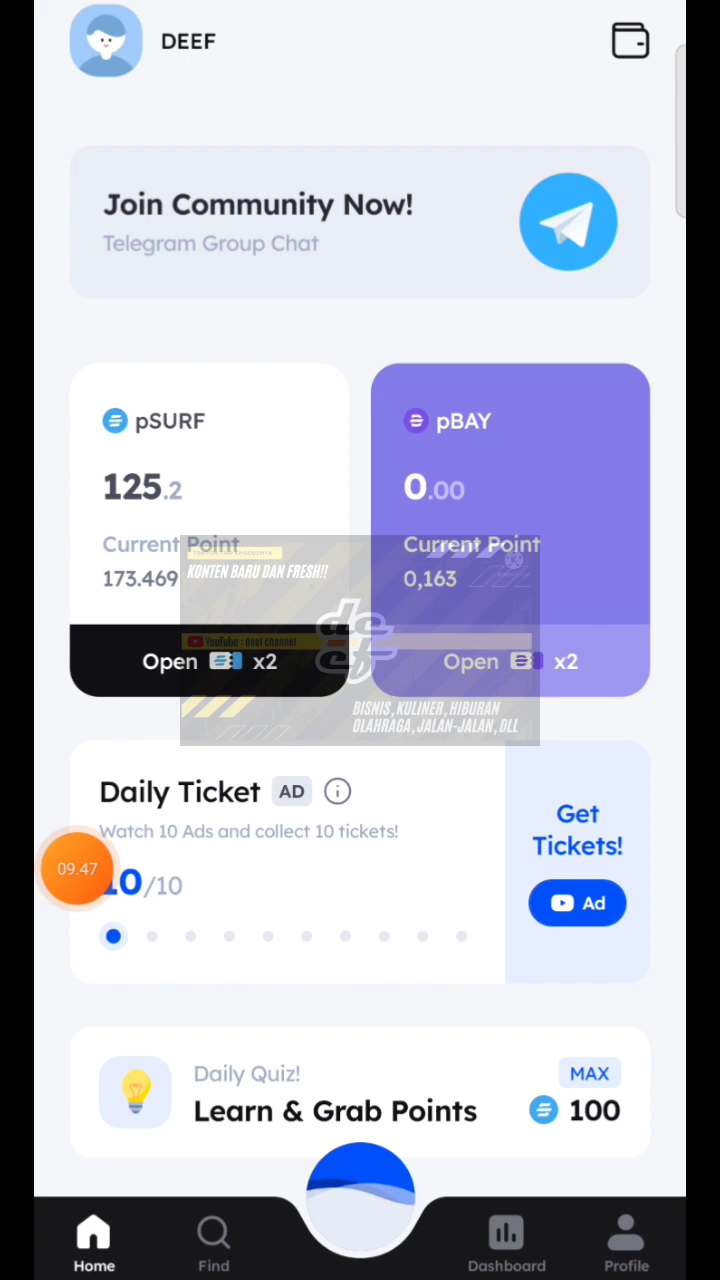 DEEF
Join Community Now!
Telegram Group Chat
pSURF
125.2
Current Point
173.469
Open x2
pBAY
0.00
Current Point
0,163
Open x2
KONTEN BARU DAN FRESH!!
YouTube : deef channel
deef
BISNIS, KULINER, HIBURAN
OLAHRAGA, JALAN-JALAN, DLL
Daily Ticket AD
Watch 10 Ads and collect 10 tickets!
09.47
10/10
Get
Tickets!
Ad
Daily Quiz!
Learn & Grab Points
MAX
100
Home
Find
Dashboard
Profile